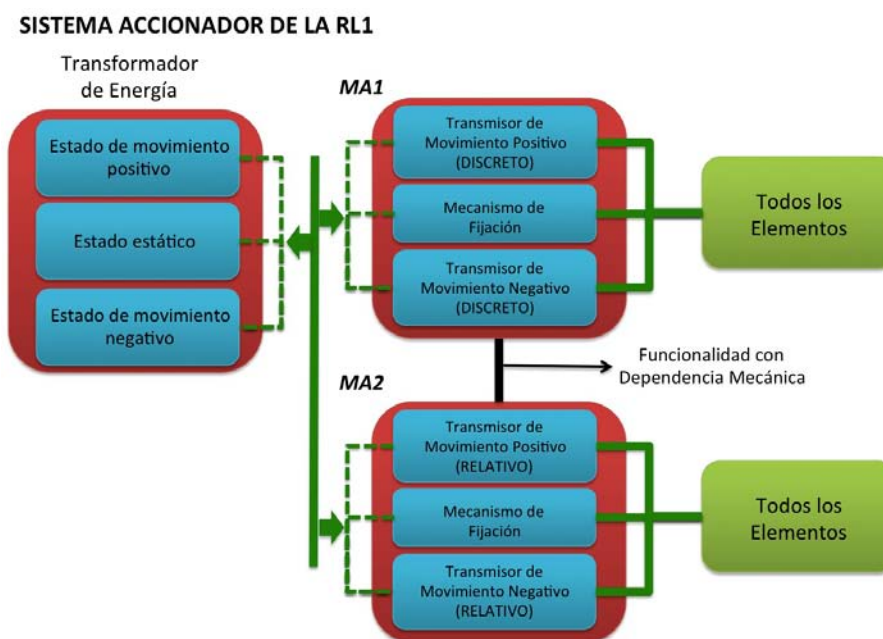 SISTEMA ACCIONADOR DE LA RL1
Transformador
de Energía
Estado de movimiento
positivo
Estado estático
Estado de movimiento
negativo
MA1
Transmisor de
Movimiento Positivo
(DISCRETO)
Mecanismo de
Fijación
Transmisor de
Movimiento Negativo
(DISCRETO)
Todos los
Elementos
Funcionalidad con
Dependencia Mecánica
MA2
Transmisor de
Movimiento Positivo
(RELATIVO)
Mecanismo de
Fijación
Transmisor de
Movimiento Negativo
(RELATIVO)
Todos los
Elementos